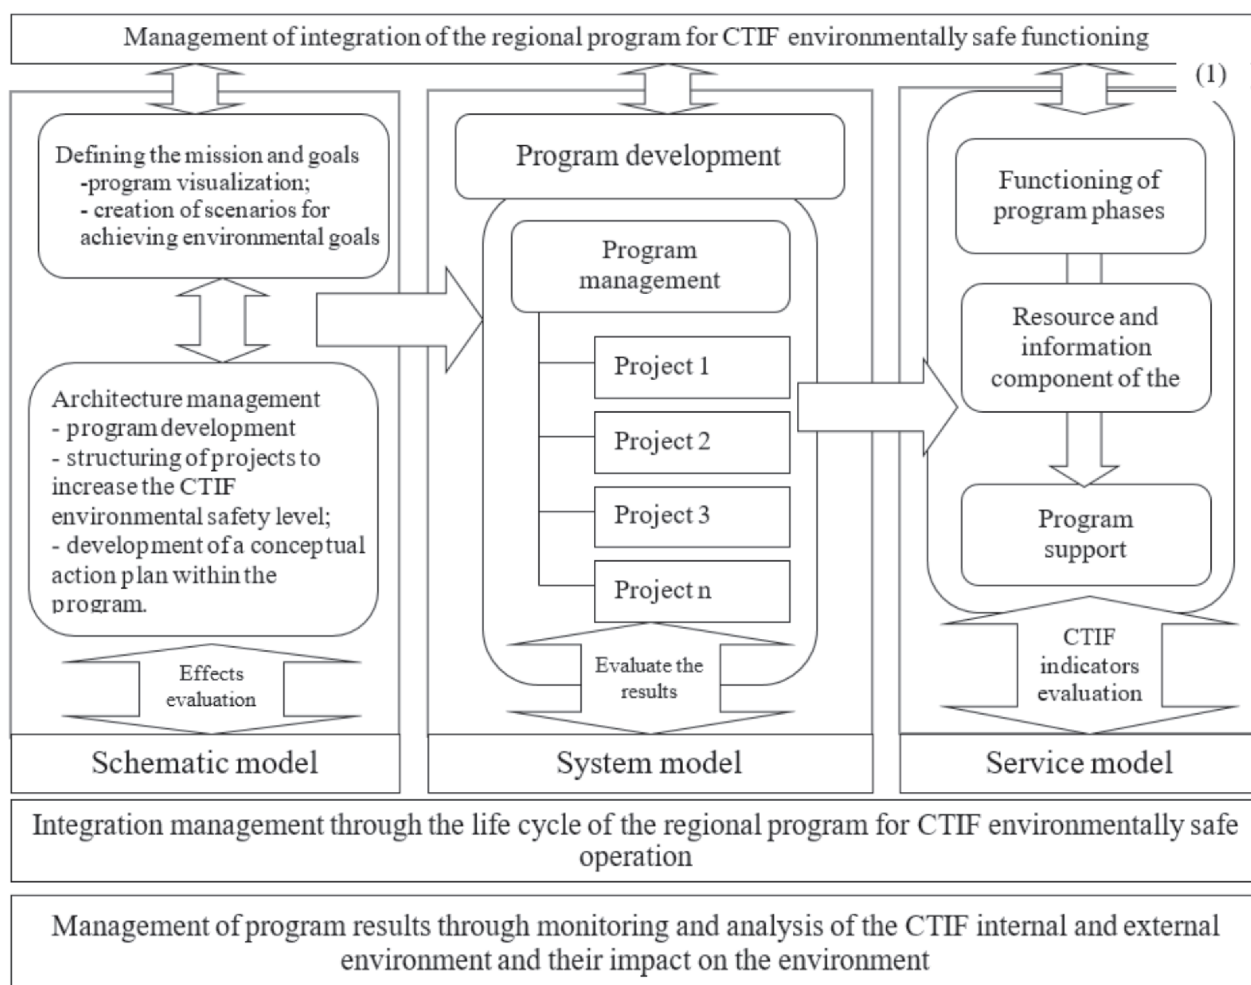 Management of integration of the regional program for CTIF environmentally safe functioning
(1)
Defining the mission and goals
-program visualization;
- creation of scenarios for
achieving environmental goals
Architecture management
- program development
- structuring of projects to
increase the CTIF
environmental safety level;
- development of a conceptual
action plan within the
program.
Effects
evaluation
Schematic model
Program development
Program
management
Project 1
Project 2
Project 3
Project n
Evaluate the
results
System model
Functioning of
program phases
Resource and
information
component of the
Program
support
CTIF
indicators
evaluation
Service model
Integration management through the life cycle of the regional program for CTIF environmentally safe
operation
Management of program results through monitoring and analysis of the CTIF internal and external
environment and their impact on the environment